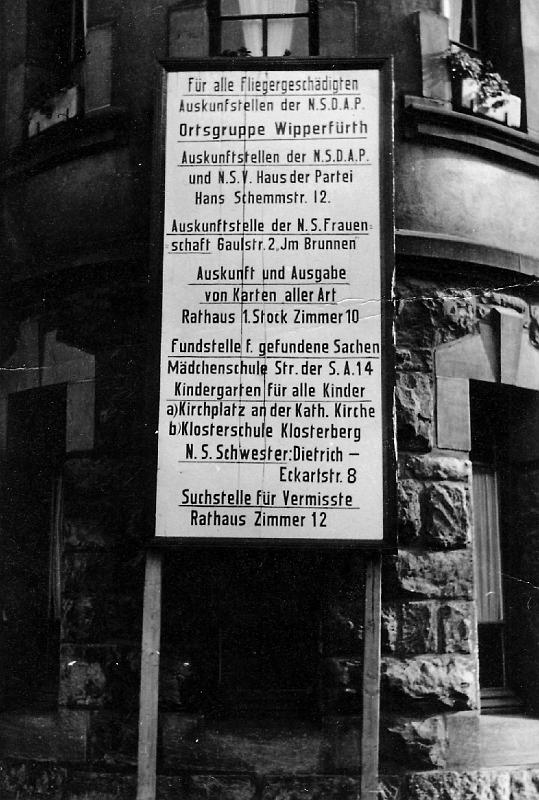 Für alle Fliegergeschädigten
Auskunfstellen der N.S.D.A.P.
Ortsgruppe Wipperfürth
Auskunftstellen der N.S.D.A.P.
und N.S.V. Haus der Partei
Hans Schemmstr. 12.
Auskunftstelle der N.S. Frauen=
=schaft Gaulstr. 2 „Jm Brunnen"
Auskunft und Ausgabe
von Karten aller Art
Rathaus 1. Stock Zimmer 10
Fundstelle f. gefundene Sachen
Mädchenschule Str. der S.A. 14
Kindergarten für alle Kinder
a) Kirchplatz an der Kath. Kirche
b) Klosterschule Klosterberg
N. S. Schwester: Dietrich –
Eckartstr. 8
Suchstelle für Vermisste
Rathaus Zimmer 12